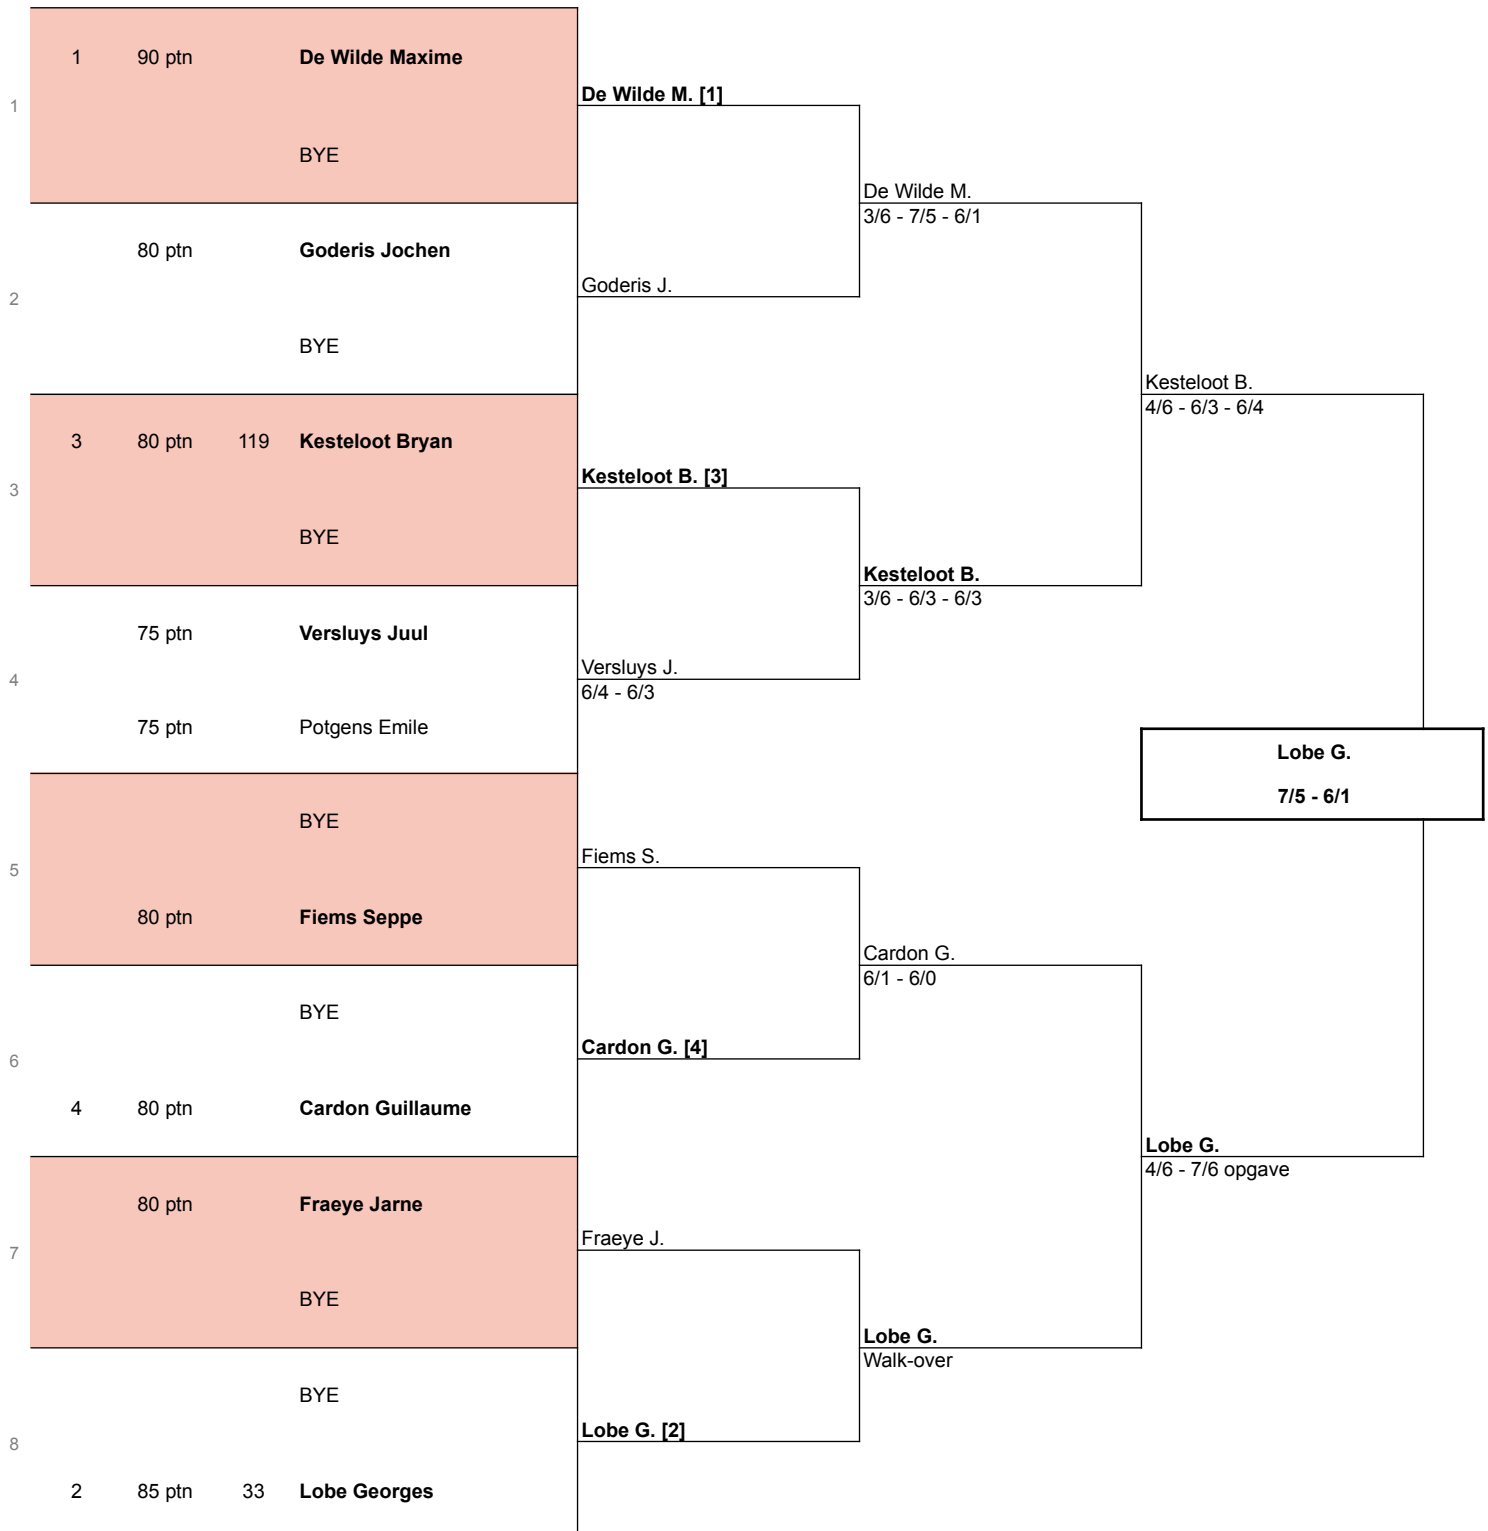 1 90 ptn De Wilde Maxime
De Wilde M. [1]
1
BYE
De Wilde M.
3/6 - 7/5 - 6/1
80 ptn Goderis Jochen
Goderis J.
2
BYE
Kesteloot B.
4/6 - 6/3 - 6/4
3 80 ptn 119 Kesteloot Bryan
Kesteloot B. [3]
3
BYE
Kesteloot B.
3/6 - 6/3 - 6/3
75 ptn Versluys Juul
Versluys J.
4
6/4 - 6/3
75 ptn Potgens Emile
Lobe G.
7/5 - 6/1
BYE
Fiems S.
5
80 ptn Fiems Seppe
Cardon G.
6/1 - 6/0
BYE
Cardon G. [4]
6
4 80 ptn Cardon Guillaume
Lobe G.
4/6 - 7/6 opgave
80 ptn Fraeye Jarne
Fraeye J.
7
BYE
Lobe G.
Walk-over
BYE
Lobe G. [2]
8
2 85 ptn 33 Lobe Georges